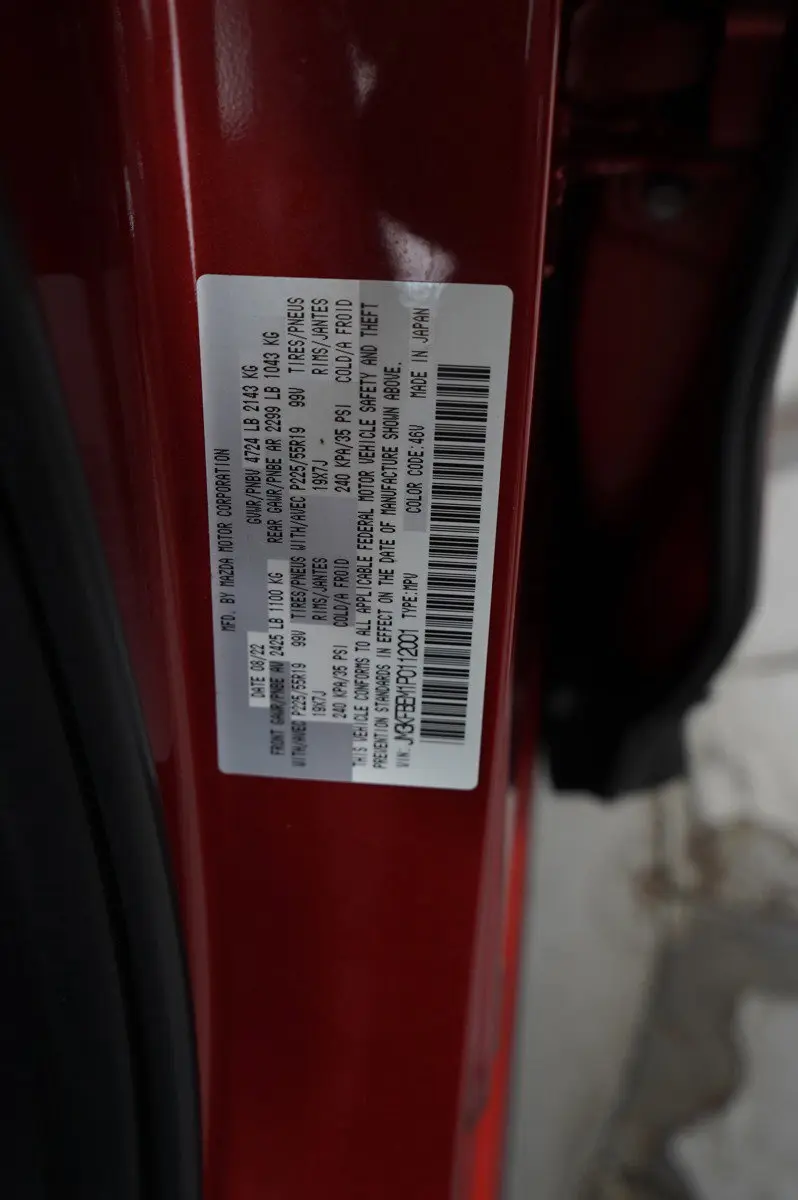 MFD. BY MAZDA MOTOR CORPORATION
DATE 08/22 GVWR/PNBV 4724 LB 2143 KG
FRONT GAWR/PNBE AV 2425 LB 1100 KG REAR GAWR/PNBE AR 2299 LB 1043 KG
WITH/AVEC P225/55R19 99V TIRES/PNEUS WITH/AVEC P225/55R19 99V TIRES/PNEUS
19X7J RIMS/JANTES 19X7J RIMS/JANTES
240 KPA/35 PSI COLD/A FROID 240 KPA/35 PSI COLD/A FROID
THIS VEHICLE CONFORMS TO ALL APPLICABLE FEDERAL MOTOR VEHICLE SAFETY AND THEFT
PREVENTION STANDARDS IN EFFECT ON THE DATE OF MANUFACTURE SHOWN ABOVE.
VIN: JM3KFBEM1P0112001 TYPE:MPV COLOR CODE:46V MADE IN JAPAN